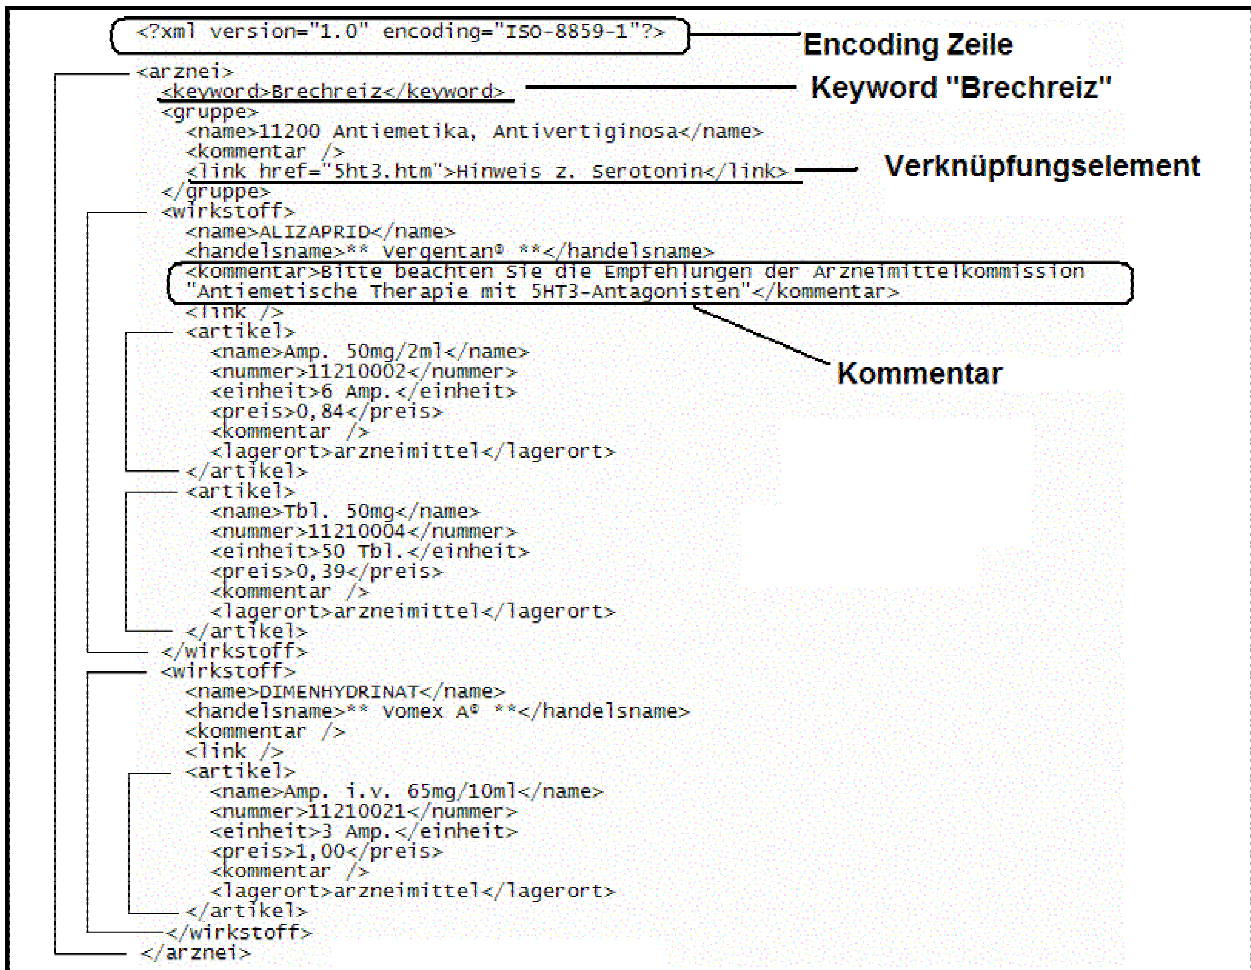 <?xml version="1.0" encoding="ISO-8859-1"?>
Encoding Zeile
<arznei>
<keyword>Brechreiz</keyword>
Keyword "Brechreiz"
<gruppe>
<name>11200 Antiemetika, Antivertiginosa</name>
<kommentar />
<link href="5ht3.htm">Hinweis z. Serotonin</link>
Verknüpfungselement
</gruppe>
<wirkstoff>
<name>ALIZAPRID</name>
<handelsname>** Vergentan® **</handelsname>
<kommentar>Bitte beachten Sie die Empfehlungen der Arzneimittelkommission
"Antiemetische Therapie mit 5HT3-Antagonisten"</kommentar>
<link />
<artikel>
<name>Amp. 50mg/2ml</name>
<nummer>11210002</nummer>
Kommentar
<einheit>6 Amp.</einheit>
<preis>0,84</preis>
<kommentar />
<lagerort>arzneimittel</lagerort>
</artikel>
<artikel>
<name>Tbl. 50mg</name>
<nummer>11210004</nummer>
<einheit>50 Tbl.</einheit>
<preis>0,39</preis>
<kommentar />
<lagerort>arzneimittel</lagerort>
</artikel>
</wirkstoff>
<wirkstoff>
<name>DIMENHYDRINAT</name>
<handelsname>** Vomex A® **</handelsname>
<kommentar />
<link />
<artikel>
<name>Amp. i.v. 65mg/10ml</name>
<nummer>11210021</nummer>
<einheit>3 Amp.</einheit>
<preis>1,00</preis>
<kommentar />
<lagerort>arzneimittel</lagerort>
</artikel>
</wirkstoff>
</arznei>